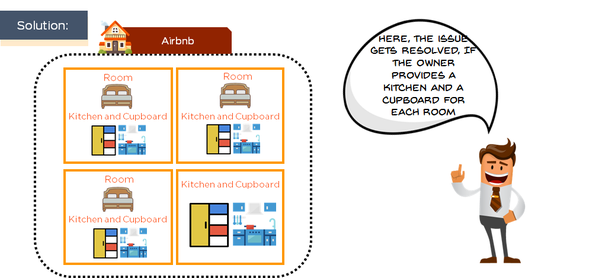 Solution:
Airbnb
Room
Kitchen and Cupboard
Room
Kitchen and Cupboard
Room
Kitchen and Cupboard
Kitchen and Cupboard
HERE, THE ISSUE
GETS RESOLVED, IF
THE OWNER
PROVIDES A
KITCHEN AND A
CUPBOARD FOR
EACH ROOM